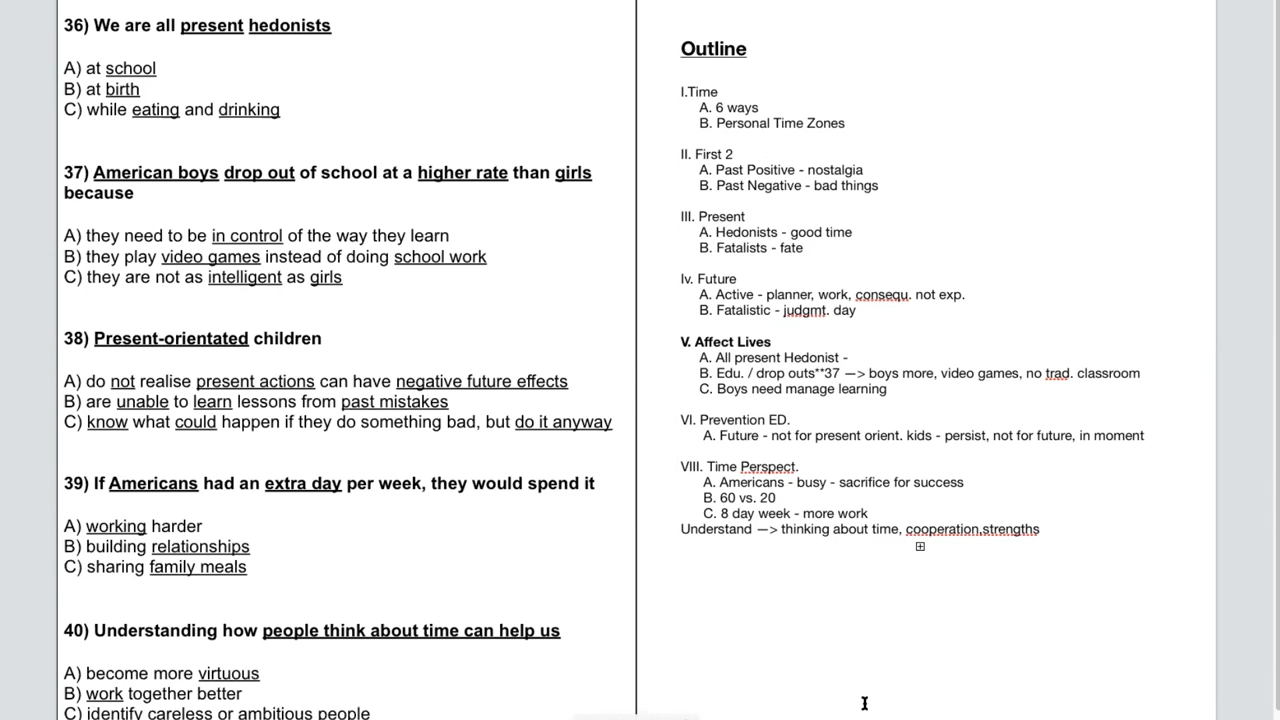 36) We are all present hedonists
A) at school
B) at birth
C) while eating and drinking
37) American boys drop out of school at a higher rate than girls
because
A) they need to be in control of the way they learn
B) they play video games instead of doing school work
C) they are not as intelligent as girls
38) Present-orientated children
A) do not realise present actions can have negative future effects
B) are unable to learn lessons from past mistakes
C) know what could happen if they do something bad, but do it anyway
39) If Americans had an extra day per week, they would spend it
A) working harder
B) building relationships
C) sharing family meals
40) Understanding how people think about time can help us
A) become more virtuous
B) work together better
C) identify careless or ambitious people
Outline
I.Time
A. 6 ways
B. Personal Time Zones
II. First 2
A. Past Positive - nostalgia
B. Past Negative - bad things
III. Present
A. Hedonists - good time
B. Fatalists - fate
Iv. Future
A. Active - planner, work, consequ. not exp.
B. Fatalistic - judgmt. day
V. Affect Lives
A. All present Hedonist -
B. Edu. / drop outs**37 —> boys more, video games, no trad. classroom
C. Boys need manage learning
VI. Prevention ED.
A. Future - not for present orient. kids - persist, not for future, in moment
VIII. Time Perspect.
A. Americans - busy - sacrifice for success
B. 60 vs. 20
C. 8 day week - more work
Understand —> thinking about time, cooperation,strengths